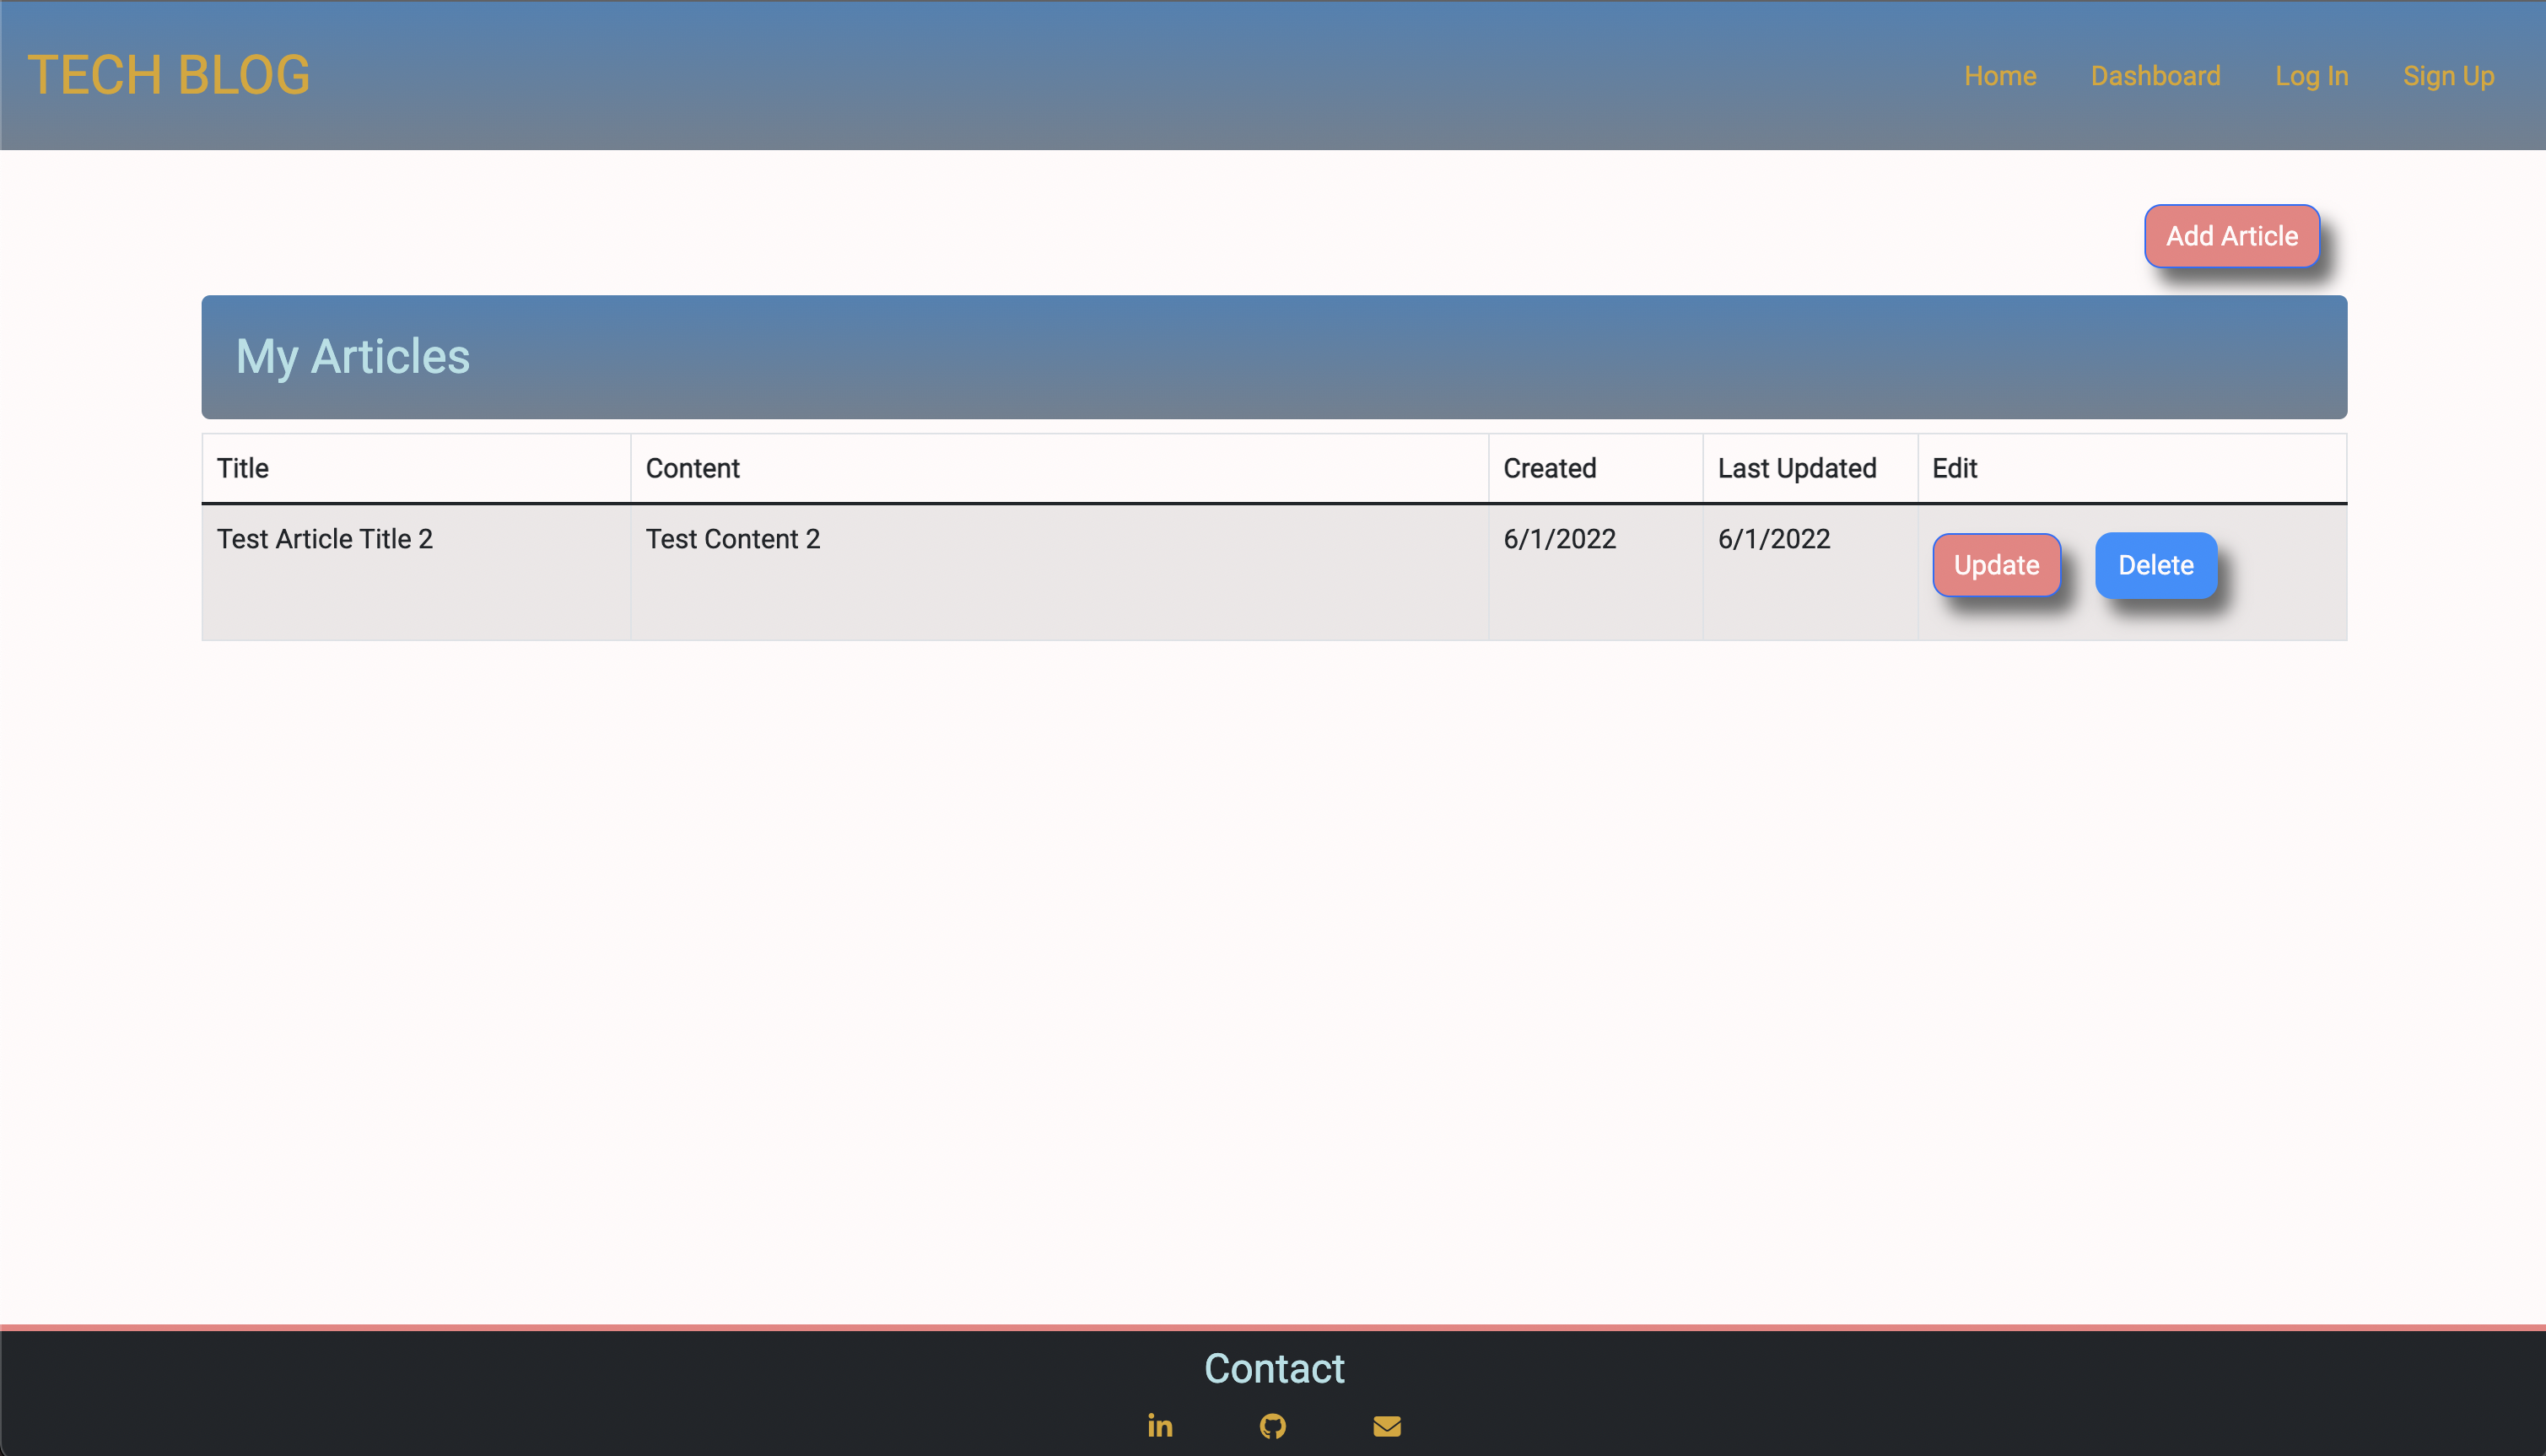 TECH BLOG
Home Dashboard Log In Sign Up
Add Article
My Articles
Title Content Created Last Updated Edit
Test Article Title 2 Test Content 2 6/1/2022 6/1/2022 Update Delete
Contact
in